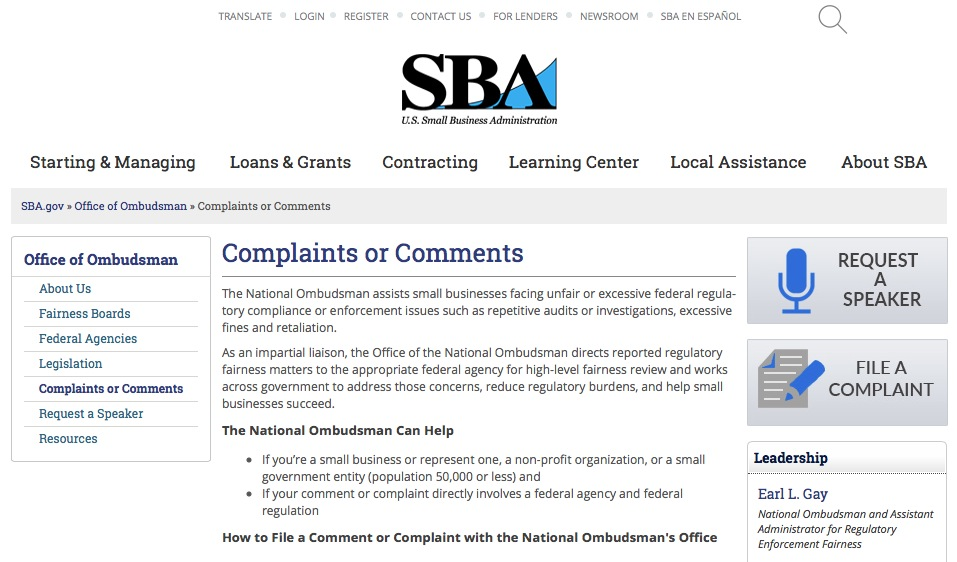 TRANSLATE LOGIN REGISTER CONTACT US FOR LENDERS NEWSROOM SBA EN ESPAÑOL
SBA
U.S. Small Business Administration
Starting & Managing Loans & Grants Contracting Learning Center Local Assistance About SBA
SBA.gov » Office of Ombudsman » Complaints or Comments
Office of Ombudsman
About Us
Fairness Boards
Federal Agencies
Legislation
Complaints or Comments
Request a Speaker
Resources
Complaints or Comments
The National Ombudsman assists small businesses facing unfair or excessive federal regula-
tory compliance or enforcement issues such as repetitive audits or investigations, excessive
fines and retaliation.
As an impartial liaison, the Office of the National Ombudsman directs reported regulatory
fairness matters to the appropriate federal agency for high-level fairness review and works
across government to address those concerns, reduce regulatory burdens, and help small
businesses succeed.
The National Ombudsman Can Help
• If you’re a small business or represent one, a non-profit organization, or a small
government entity (population 50,000 or less) and
• If your comment or complaint directly involves a federal agency and federal
regulation
How to File a Comment or Complaint with the National Ombudsman's Office
REQUEST
A
SPEAKER
FILE A
COMPLAINT
Leadership
Earl L. Gay
National Ombudsman and Assistant
Administrator for Regulatory
Enforcement Fairness